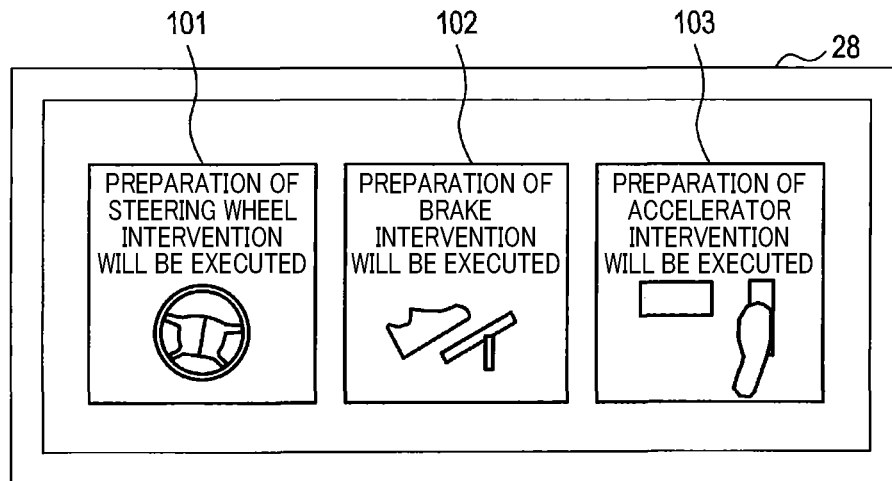 101
102
103
28
PREPARATION OF
STEERING WHEEL
INTERVENTION
WILL BE EXECUTED
PREPARATION OF
BRAKE
INTERVENTION
WILL BE EXECUTED
PREPARATION OF
ACCELERATOR
INTERVENTION
WILL BE EXECUTED